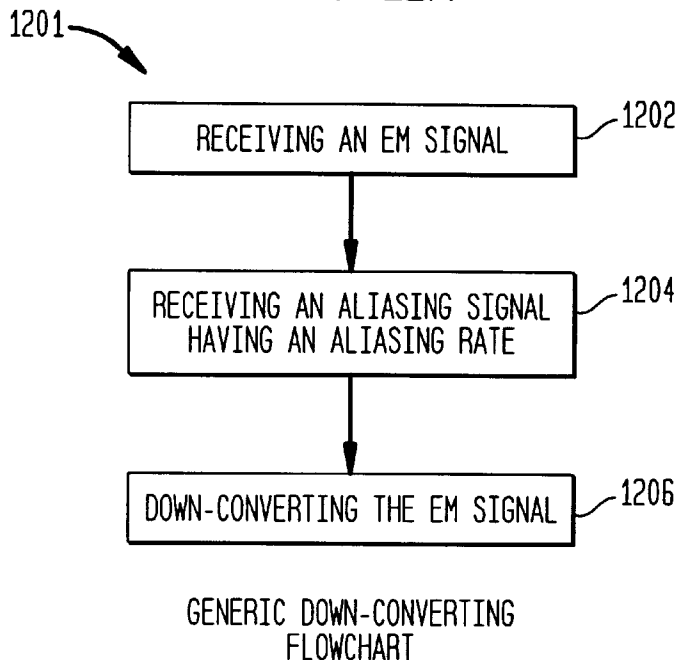 1201
RECEIVING AN EM SIGNAL
1202
RECEIVING AN ALIASING SIGNAL
HAVING AN ALIASING RATE
1204
DOWN-CONVERTING THE EM SIGNAL
1206
GENERIC DOWN-CONVERTING
FLOWCHART